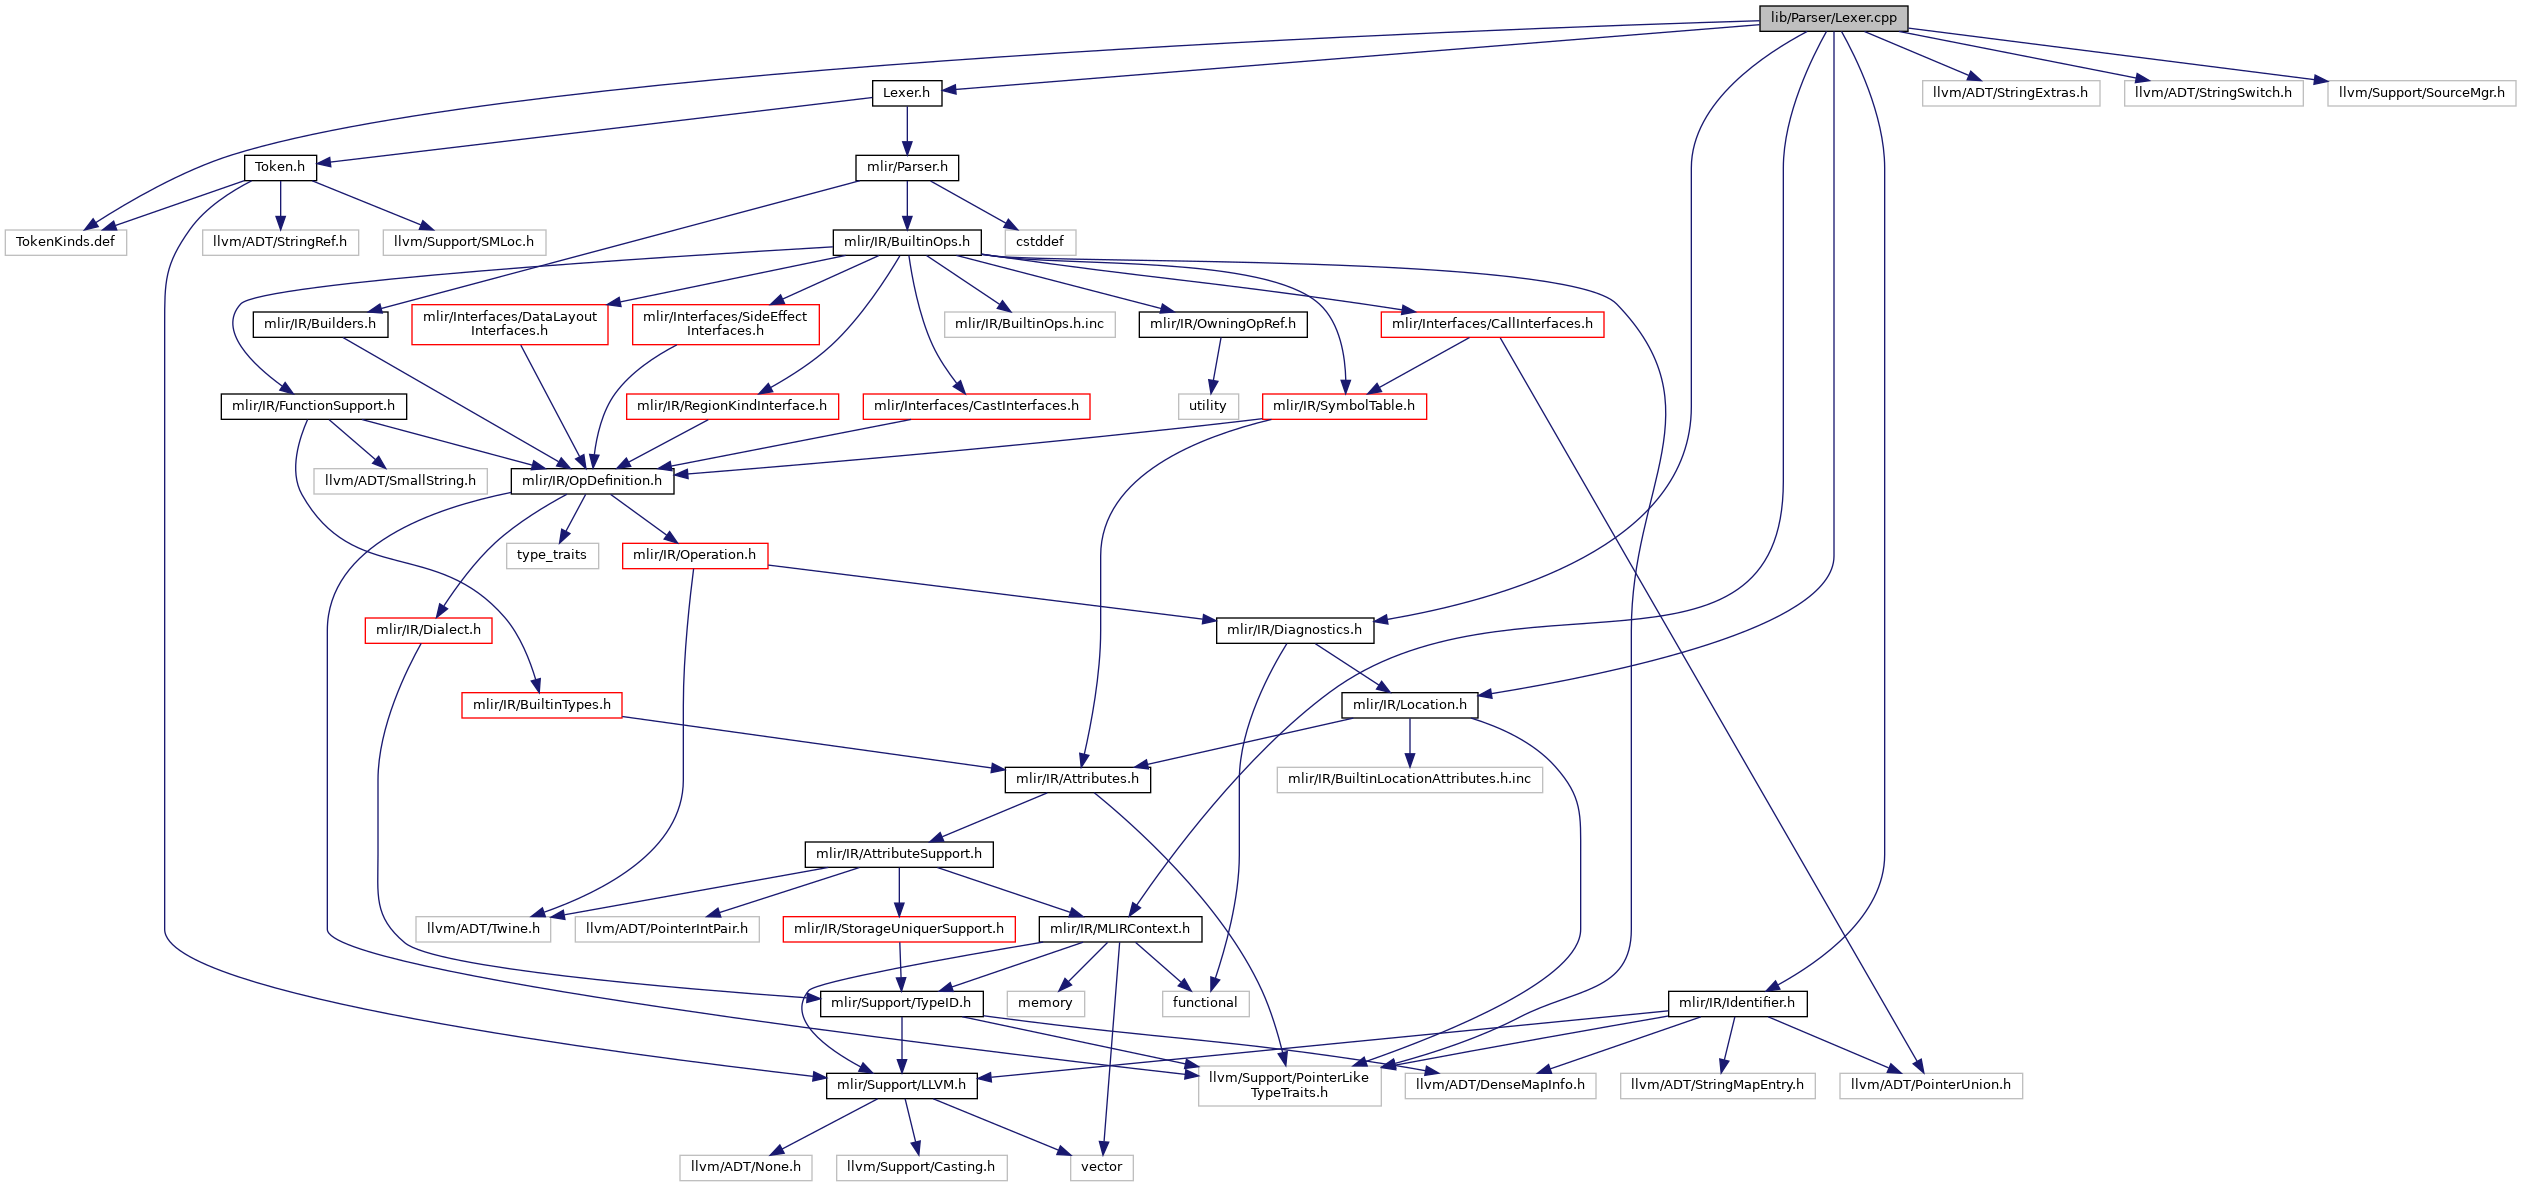 lib/Parser/Lexer.cpp
Lexer.h
llvm/ADT/StringExtras.h
llvm/ADT/StringSwitch.h
llvm/Support/SourceMgr.h
Token.h
mlir/Parser.h
TokenKinds.def
llvm/ADT/StringRef.h
llvm/Support/SMLoc.h
mlir/IR/BuiltinOps.h
cstddef
mlir/IR/Builders.h
mlir/Interfaces/DataLayout
Interfaces.h
mlir/Interfaces/SideEffect
Interfaces.h
mlir/IR/BuiltinOps.h.inc
mlir/IR/OwningOpRef.h
mlir/Interfaces/CallInterfaces.h
mlir/IR/FunctionSupport.h
mlir/IR/RegionKindInterface.h
mlir/Interfaces/CastInterfaces.h
utility
mlir/IR/SymbolTable.h
llvm/ADT/SmallString.h
mlir/IR/OpDefinition.h
type_traits
mlir/IR/Operation.h
mlir/IR/Dialect.h
mlir/IR/Diagnostics.h
mlir/IR/BuiltinTypes.h
mlir/IR/Location.h
mlir/IR/Attributes.h
mlir/IR/BuiltinLocationAttributes.h.inc
mlir/IR/AttributeSupport.h
llvm/ADT/Twine.h
llvm/ADT/PointerIntPair.h
mlir/IR/StorageUniquerSupport.h
mlir/IR/MLIRContext.h
mlir/Support/TypeID.h
memory
functional
mlir/IR/Identifier.h
mlir/Support/LLVM.h
llvm/Support/PointerLike
TypeTraits.h
llvm/ADT/DenseMapInfo.h
llvm/ADT/StringMapEntry.h
llvm/ADT/PointerUnion.h
llvm/ADT/None.h
llvm/Support/Casting.h
vector